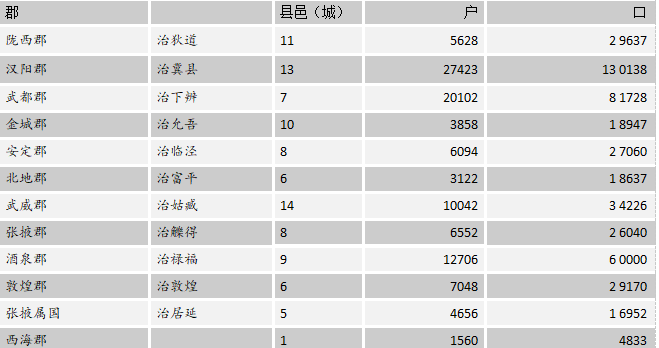 郡 县邑（城） 户 口
陇西郡 治狄道 11 5628 2 9637
汉阳郡 治冀县 13 27423 13 0138
武都郡 治下辨 7 20102 8 1728
金城郡 治允吾 10 3858 1 8947
安定郡 治临泾 8 6094 2 7060
北地郡 治富平 6 3122 1 8637
武威郡 治姑臧 14 10042 3 4226
张掖郡 治觻得 8 6552 2 6040
酒泉郡 治禄福 9 12706 6 0000
敦煌郡 治敦煌 6 7048 2 9170
张掖属国 治居延 5 4656 1 6952
西海郡 1 1560 4833